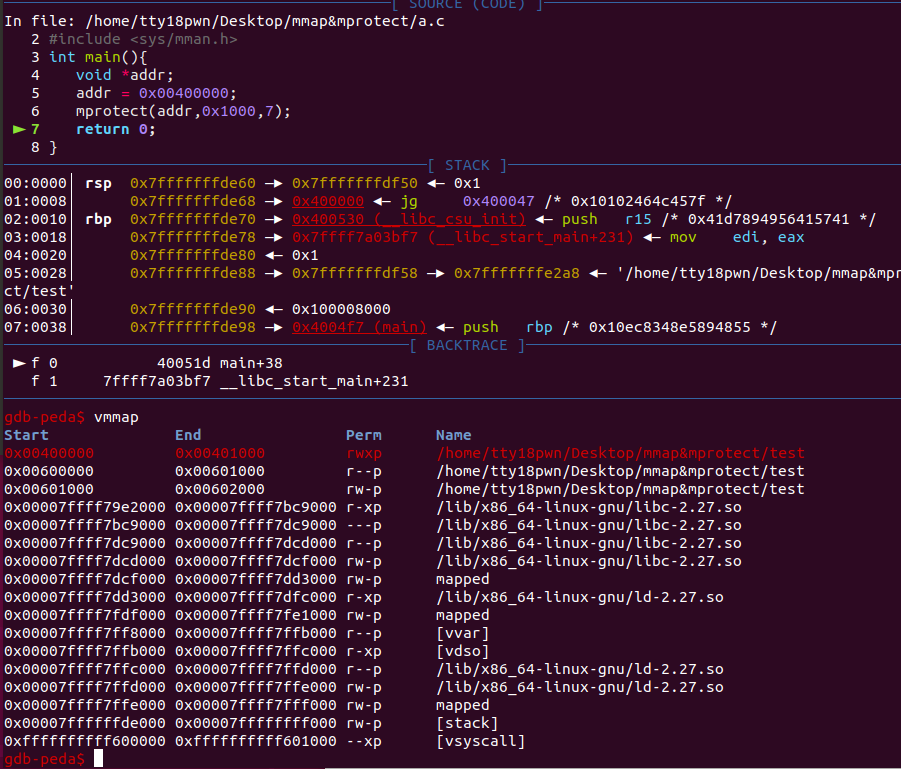 [ SOURCE (CODE) ]
In file: /home/tty18pwn/Desktop/mmap&mprotect/a.c
2 #include <sys/mman.h>
3 int main(){
4    void *addr;
5    addr = 0x00400000;
6    mprotect(addr,0x1000,7);
► 7    return 0;
8 }
[ STACK ]
00:0000│ rsp  0x7fffffffde60 —▸ 0x7fffffffdf50 ◂— 0x1
01:0008│      0x7fffffffde68 —▸ 0x400000 ◂— jg     0x400047 /* 0x10102464c457f */
02:0010│ rbp  0x7fffffffde70 —▸ 0x400530 (__libc_csu_init) ◂— push   r15 /* 0x41d7894956415741 */
03:0018│      0x7fffffffde78 —▸ 0x7ffff7a03bf7 (__libc_start_main+231) ◂— mov    edi, eax
04:0020│      0x7fffffffde80 ◂— 0x1
05:0028│      0x7fffffffde88 —▸ 0x7fffffffdf58 —▸ 0x7fffffffe2a8 ◂— '/home/tty18pwn/Desktop/mmap&mpr
ct/test'
06:0030│      0x7fffffffde90 ◂— 0x100008000
07:0038│      0x7fffffffde98 —▸ 0x4004f7 (main) ◂— push   rbp /* 0x10ec8348e5894855 */
[ BACKTRACE ]
► f 0           40051d main+38
f 1     7ffff7a03bf7 __libc_start_main+231
gdb-peda$ vmmap
Start              End                Perm      Name
0x00400000         0x00401000         rwxp      /home/tty18pwn/Desktop/mmap&mprotect/test
0x00600000         0x00601000         r--p      /home/tty18pwn/Desktop/mmap&mprotect/test
0x00601000         0x00602000         rw-p      /home/tty18pwn/Desktop/mmap&mprotect/test
0x00007ffff79e2000 0x00007ffff7bc9000 r-xp      /lib/x86_64-linux-gnu/libc-2.27.so
0x00007ffff7bc9000 0x00007ffff7dc9000 ---p      /lib/x86_64-linux-gnu/libc-2.27.so
0x00007ffff7dc9000 0x00007ffff7dcd000 r--p      /lib/x86_64-linux-gnu/libc-2.27.so
0x00007ffff7dcd000 0x00007ffff7dcf000 rw-p      /lib/x86_64-linux-gnu/libc-2.27.so
0x00007ffff7dcf000 0x00007ffff7dd3000 rw-p      mapped
0x00007ffff7dd3000 0x00007ffff7dfc000 r-xp      /lib/x86_64-linux-gnu/ld-2.27.so
0x00007ffff7fdf000 0x00007ffff7fe1000 rw-p      mapped
0x00007ffff7ff8000 0x00007ffff7ffb000 r--p      [vvar]
0x00007ffff7ffb000 0x00007ffff7ffc000 r-xp      [vdso]
0x00007ffff7ffc000 0x00007ffff7ffd000 r--p      /lib/x86_64-linux-gnu/ld-2.27.so
0x00007ffff7ffd000 0x00007ffff7ffe000 rw-p      /lib/x86_64-linux-gnu/ld-2.27.so
0x00007ffff7ffe000 0x00007ffff7fff000 rw-p      mapped
0x00007ffffffde000 0x00007ffffffff000 rw-p      [stack]
0xffffffffff600000 0xffffffffff601000 --xp      [vsyscall]
gdb-peda$